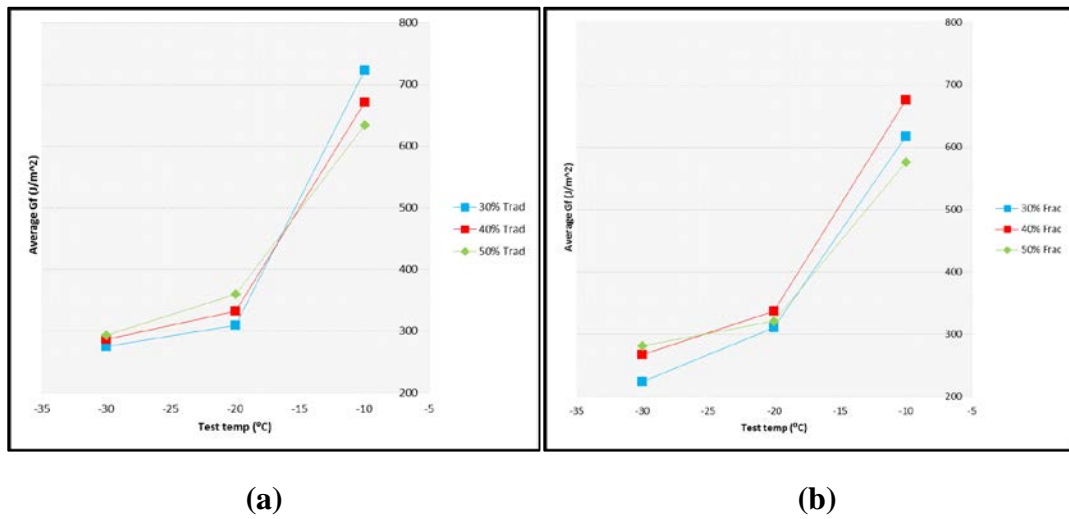 800
700
600
500
400
300
200
Average Gf (J/m^2)
-35 -30 -25 -20 -15 -10 -5
Test temp (⁰C)
30% Trad
40% Trad
50% Trad
(a)
800
700
600
500
400
300
200
Average Gf (J/m^2)
-35 -30 -25 -20 -15 -10 -5
Test temp (⁰C)
30% Frac
40% Frac
50% Frac
(b)